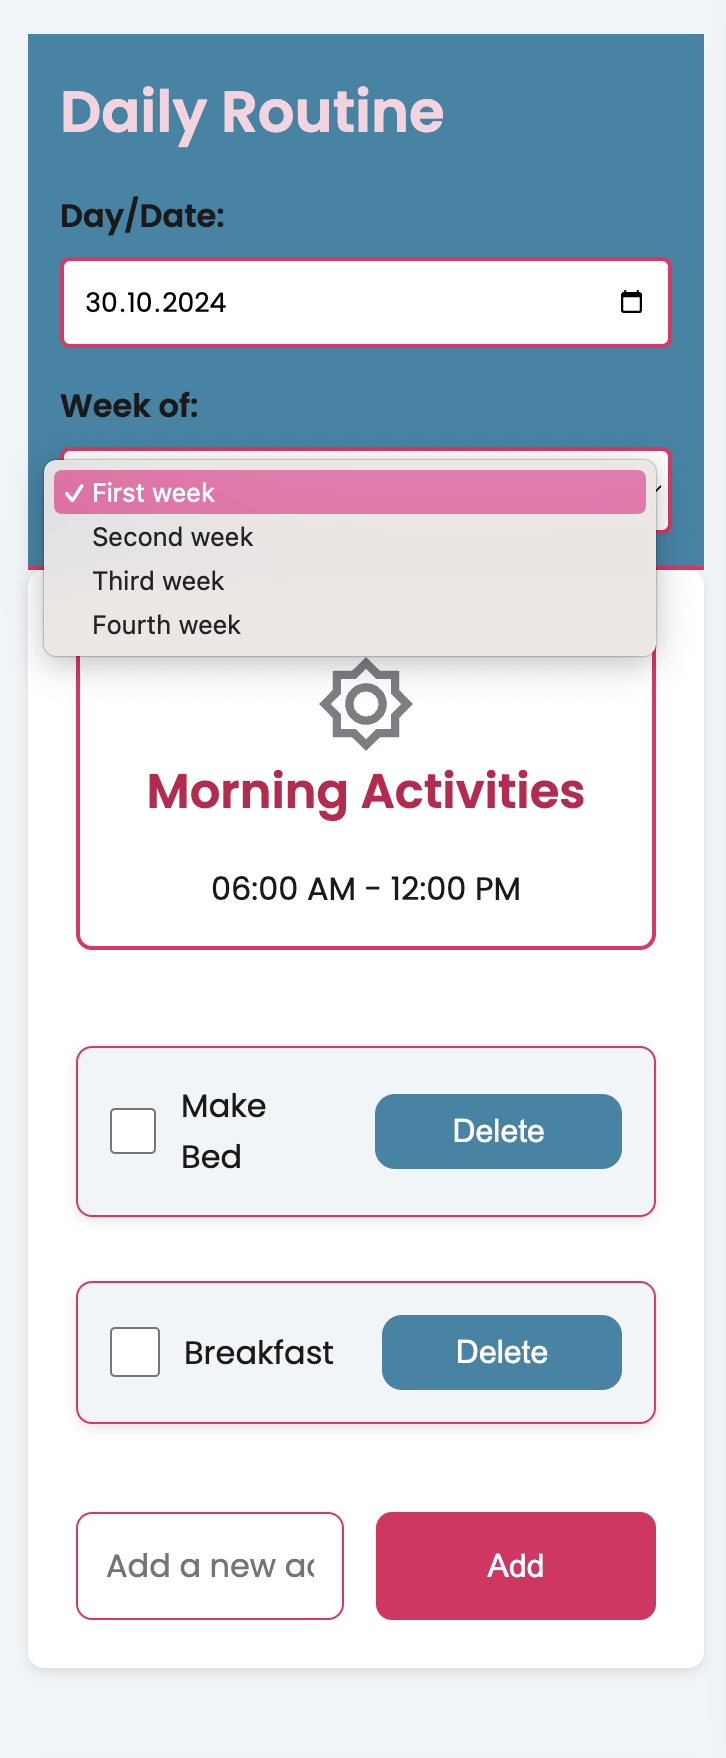 Daily Routine
Day/Date:
30.10.2024
Week of:
First week
Second week
Third week
Fourth week
Morning Activities
06:00 AM - 12:00 PM
Make
Bed
Delete
Breakfast
Delete
Add a new
Add